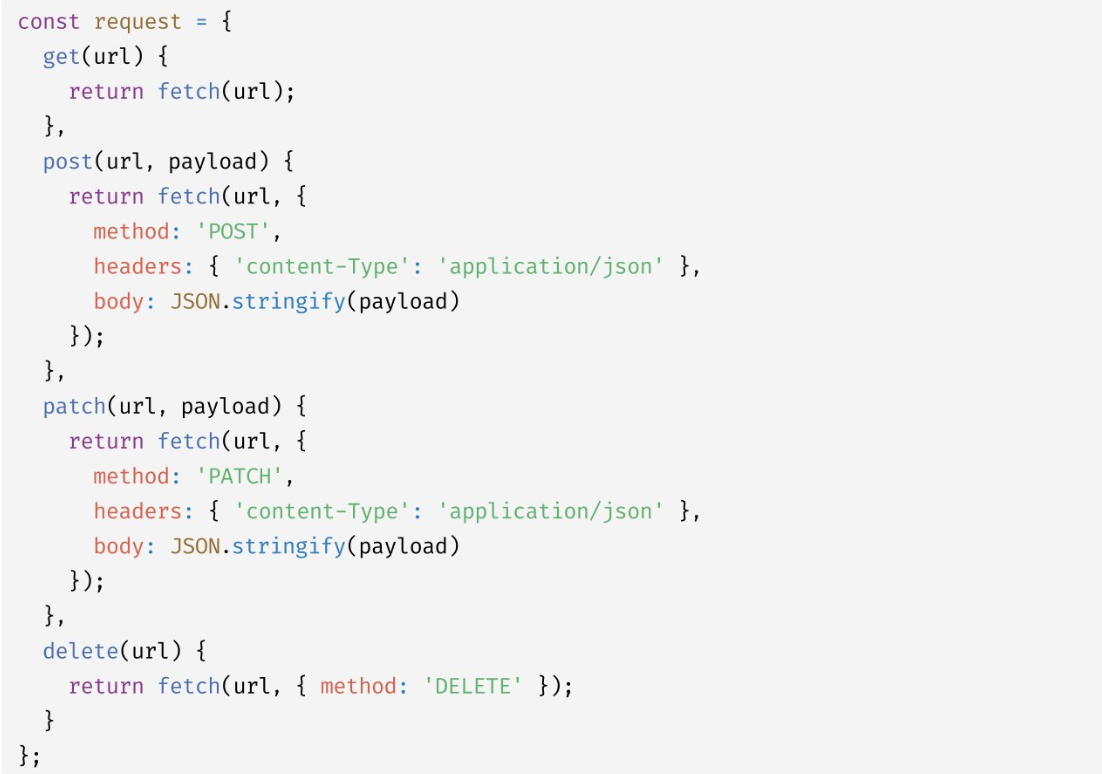 const request = {
  get(url) {
    return fetch(url);
  },
  post(url, payload) {
    return fetch(url, {
      method: 'POST',
      headers: { 'content-Type': 'application/json' },
      body: JSON.stringify(payload)
    });
  },
  patch(url, payload) {
    return fetch(url, {
      method: 'PATCH',
      headers: { 'content-Type': 'application/json' },
      body: JSON.stringify(payload)
    });
  },
  delete(url) {
    return fetch(url, { method: 'DELETE' });
  }
};